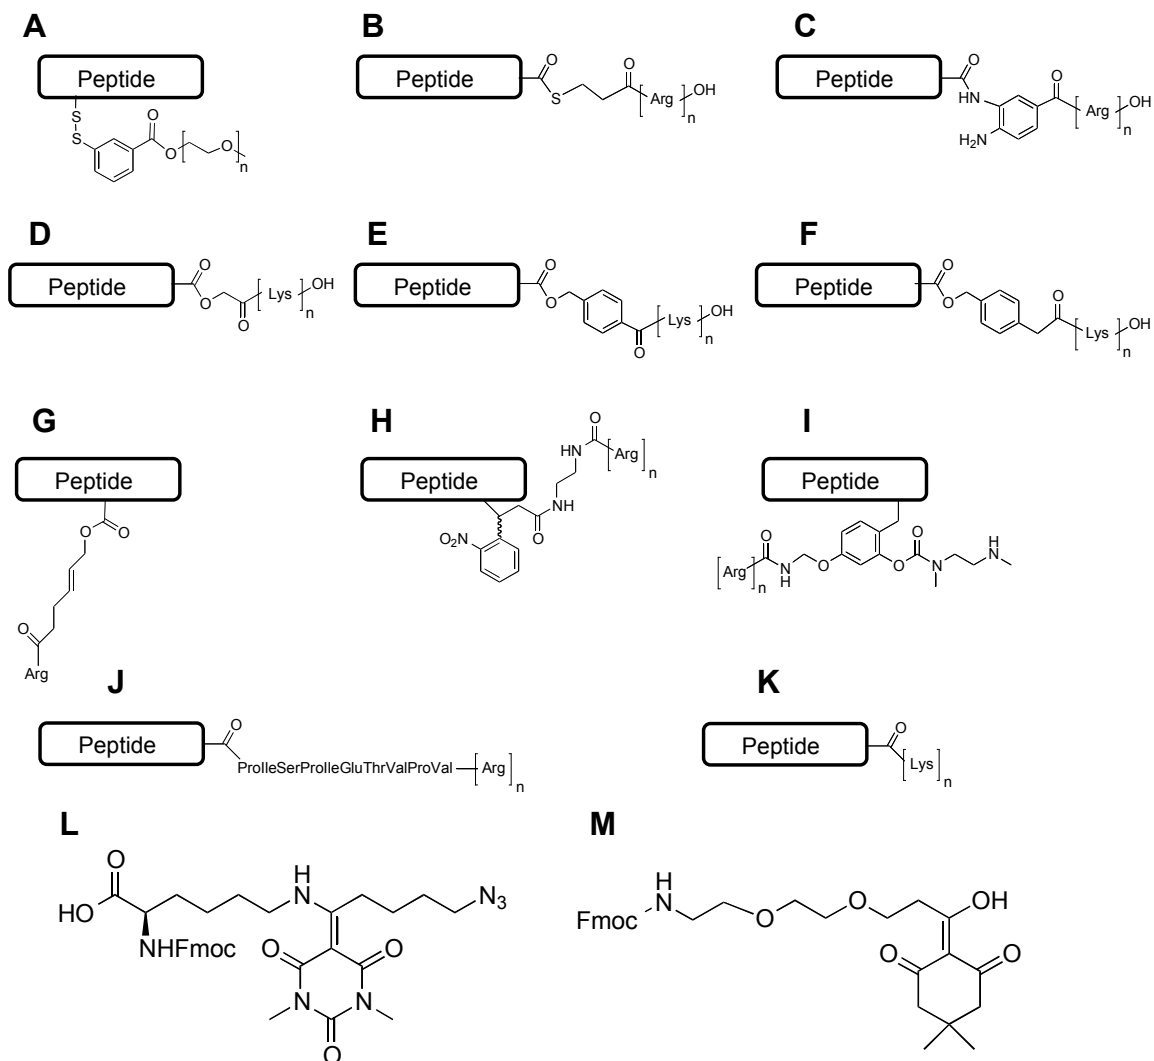 A
B
C
Peptide
Peptide
Peptide
S
S
O
O
O
n
O
S
O
Arg
OH
n
O
HN
H2N
O
Arg
OH
n
D
E
F
Peptide
Peptide
Peptide
O
O
O
Lys
OH
n
O
O
O
Lys
OH
n
O
O
O
Lys
OH
n
G
H
I
Peptide
Peptide
Peptide
O
O
O
Arg
O2N
O
NH
HN
O
Arg
n
Arg
n
O
N
H
O
O
O
N
H
N
J
K
Peptide
Peptide
O
ProIleSerProIleGluThrValProVal
Arg
n
O
Lys
n
L
M
O
HO
NHFmoc
H
N
N3
O
O
N
N
O
Fmoc
H
N
O
O
OH
O
O